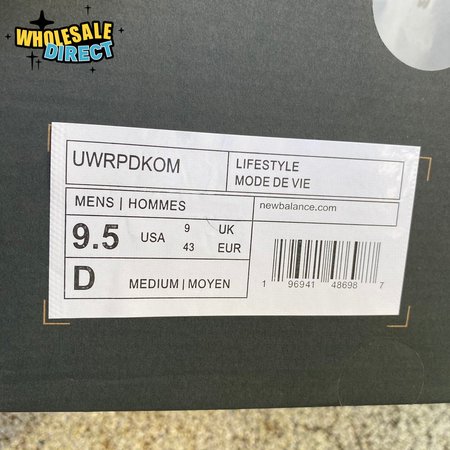 WHOLESALE
DIRECT
UWRPDKOM
LIFESTYLE
MODE DE VIE
MENS | HOMMES
newbalance.com
9.5 USA 9 UK
43 EUR
D MEDIUM | MOYEN
1 96941 48698 7